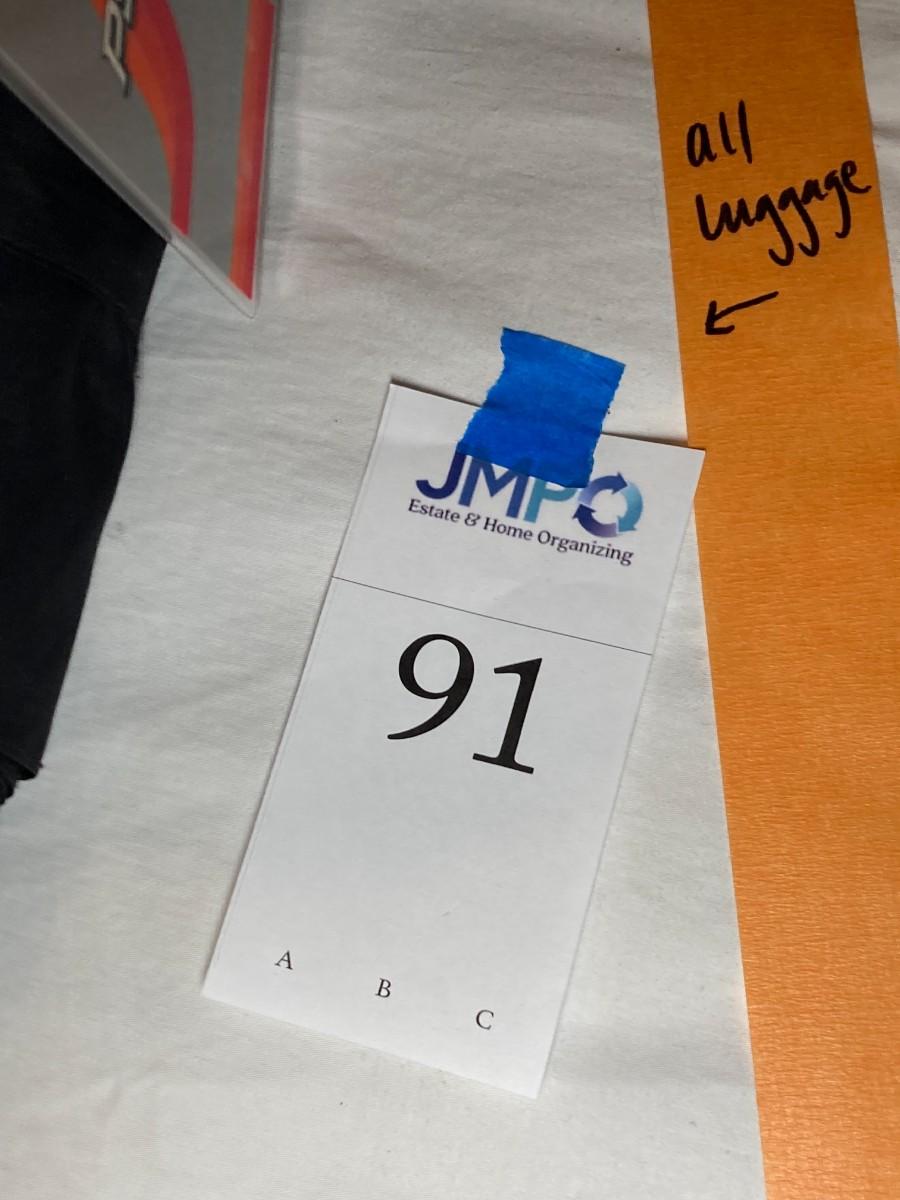 all
luggage
JMPO
Estate & Home Organizing
91
A
B
C